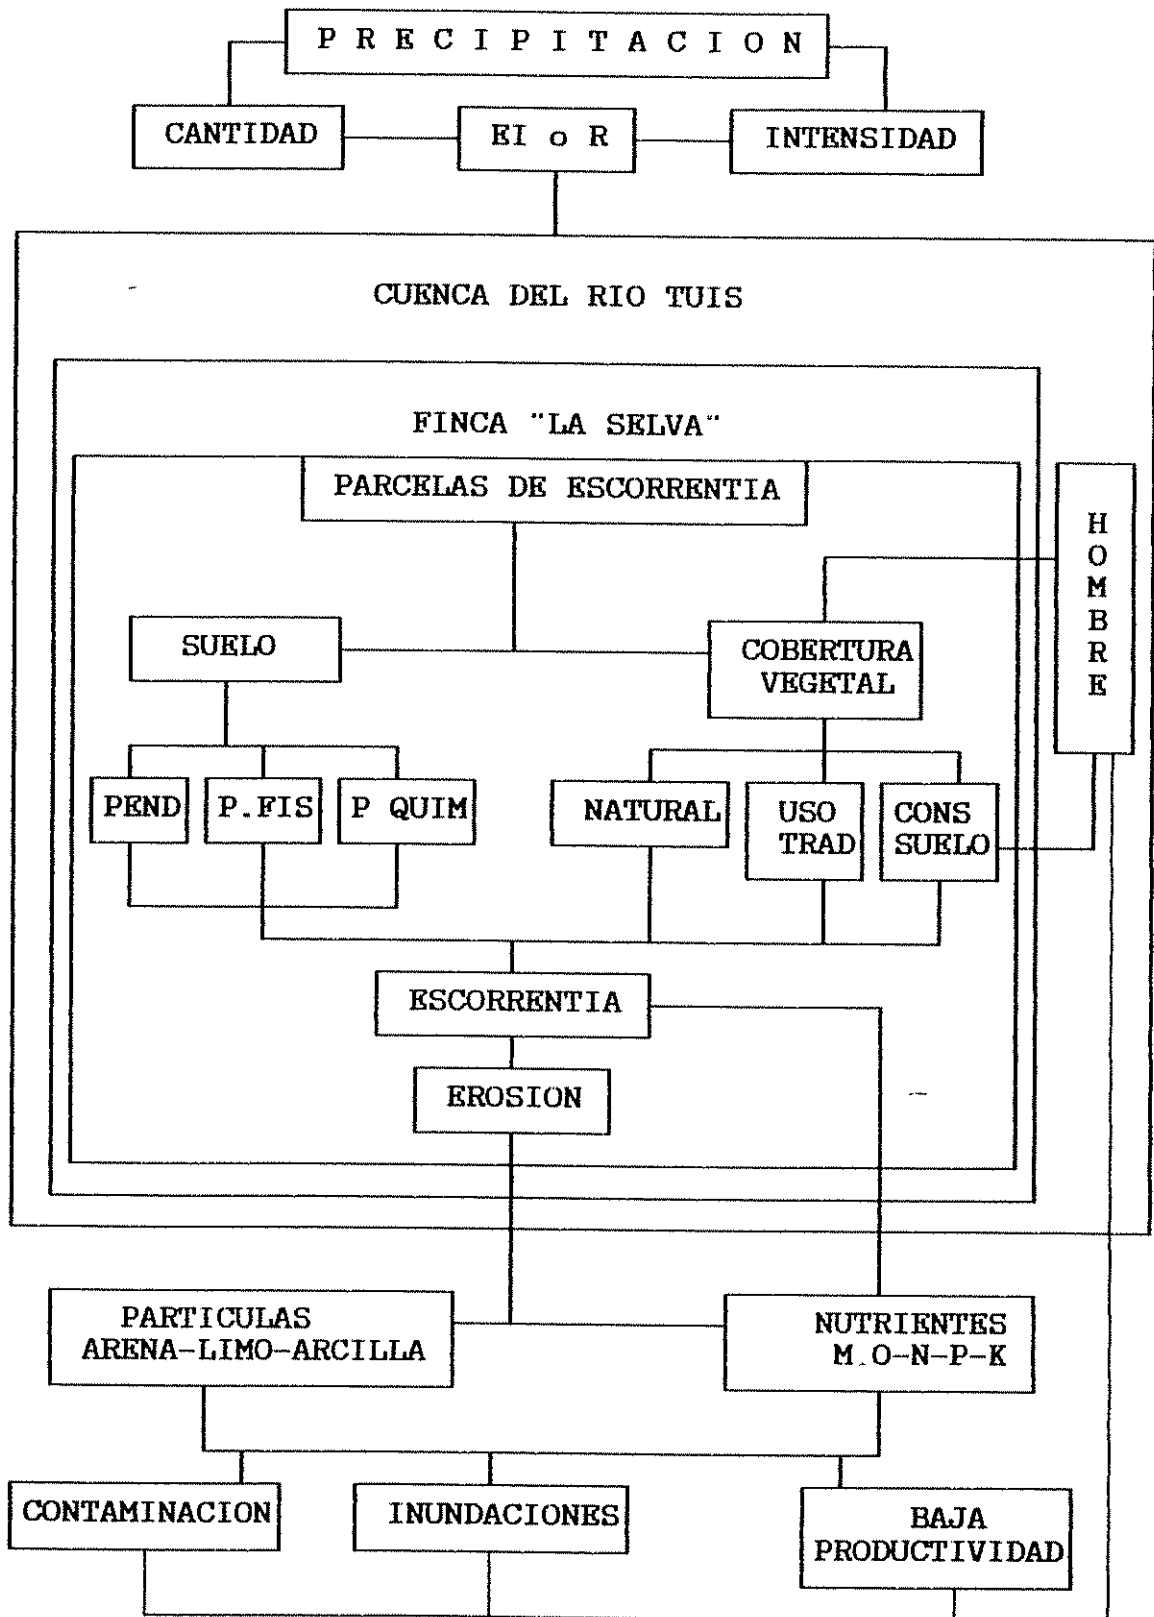 P R E C I P I T A C I O N
CANTIDAD
EI o R
INTENSIDAD
CUENCA DEL RIO TUIS
FINCA "LA SELVA"
PARCELAS DE ESCORRENTIA
H
O
M
B
R
E
SUELO
COBERTURA
VEGETAL
PEND
P.FIS
P QUIM
NATURAL
USO
TRAD
CONS
SUELO
ESCORRENTIA
EROSION
PARTICULAS
ARENA-LIMO-ARCILLA
NUTRIENTES
M.O-N-P-K
CONTAMINACION
INUNDACIONES
BAJA
PRODUCTIVIDAD